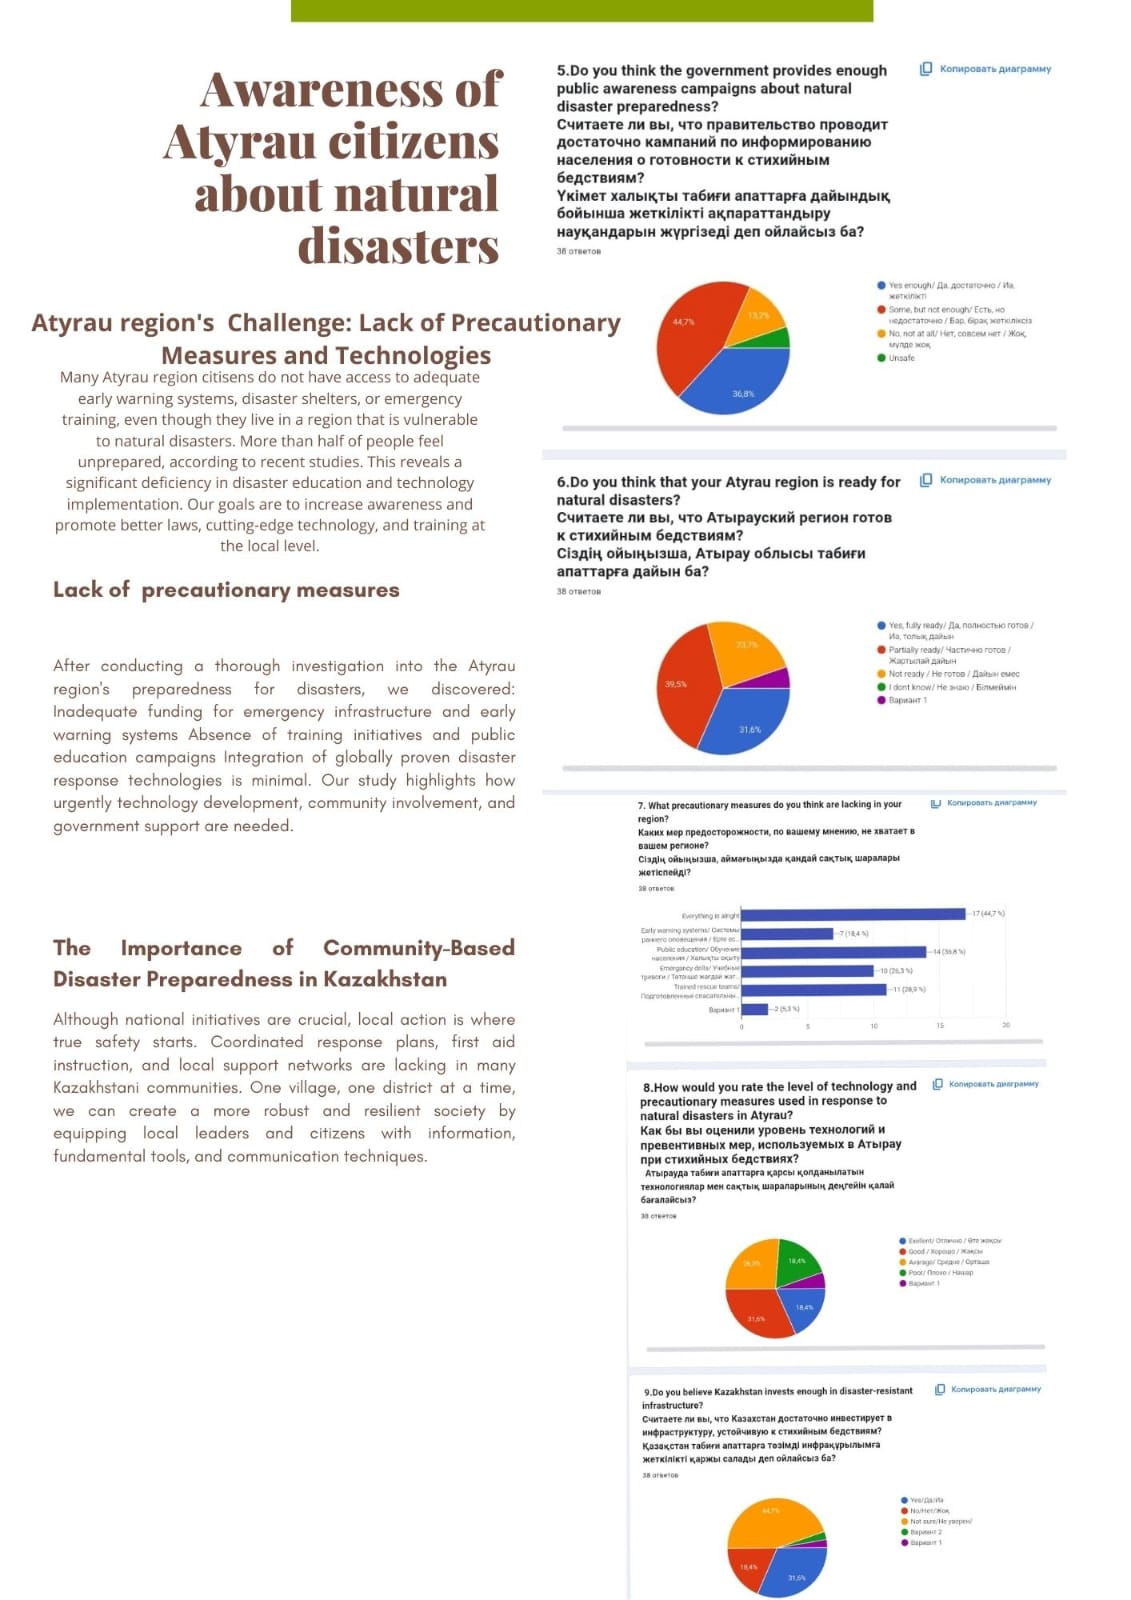 Awareness of
Atyrau citizens
about natural
disasters
Atyrau region's Challenge: Lack of Precautionary
Measures and Technologies
Many Atyrau region citisens do not have access to adequate
early warning systems, disaster shelters, or emergency
training, even though they live in a region that is vulnerable
to natural disasters. More than half of people feel
unprepared, according to recent studies. This reveals a
significant deficiency in disaster education and technology
implementation. Our goals are to increase awareness and
promote better laws, cutting-edge technology, and training at
the local level.
Lack of precautionary measures
After conducting a thorough investigation into the Atyrau
region's preparedness for disasters, we discovered:
Inadequate funding for emergency infrastructure and early
warning systems Absence of training initiatives and public
education campaigns Integration of globally proven disaster
response technologies is minimal. Our study highlights how
urgently technology development, community involvement, and
government support are needed.
The Importance of Community-Based
Disaster Preparedness in Kazakhstan
Although national initiatives are crucial, local action is where
true safety starts. Coordinated response plans, first aid
instruction, and local support networks are lacking in many
Kazakhstani communities. One village, one district at a time,
we can create a more robust and resilient society by
equipping local leaders and citizens with information,
fundamental tools, and communication techniques.
5.Do you think the government provides enough
public awareness campaigns about natural
disaster preparedness?
Считаете ли вы, что правительство проводит
достаточно кампаний по информированию
населения о готовности к стихийным
бедствиям?
Үкімет халықты табиғи апаттарға дайындық
бойынша жеткілікті ақпараттандыру
науқандарын жүргізеді деп ойлайсыз ба?
Копировать диаграмму
38 ответов
44,7%
13,2%
36,8%
Yes enough/ Да, достаточно / Иа,
жеткілікті
Some, but not enough/ Есть, но
недостаточно / Бар, бірақ жеткіліксіз
No, not at all/ Нет, совсем нет / Жоқ,
мүлде жоқ
Unsafe
6.Do you think that your Atyrau region is ready for
natural disasters?
Считаете ли вы, что Атырауский регион готов
к стихийным бедствиям?
Сіздің ойыңызша, Атырау облысы табиғи
апаттарға дайын ба?
Копировать диаграмму
38 ответов
39,5%
23,7%
31,6%
Yes, fully ready/ Да, полностью готов /
Иа, толық дайын
Partially ready/ Частично готов /
Жартылай дайын
Not ready / Не готов / Дайын емес
I dont know/ Не знаю / Білмеймін
Вариант 1
7. What precautionary measures do you think are lacking in your
region?
Каких мер предосторожности, по вашему мнению, не хватает в
вашем регионе?
Сіздің ойыңызша, аймағыңызда қандай сақтық шаралары
жетіспейді?
Копировать диаграмму
38 ответов
Everything is alright
17 (44,7 %)
Early warning systems/ Системы
раннего оповещения / Ерте ес...
7 (18,4 %)
Public education/ Обучение
населения / Халықты оқыту
14 (36,8 %)
Emergancy drills/ Учебные
тревоги / Төтенше жағдай жат...
10 (26,3 %)
Trained rescue teams/
Подготовленные спасательны...
11 (28,9 %)
Вариант 1
2 (5,3 %)
0 5 10 15 20
8.How would you rate the level of technology and
precautionary measures used in response to
natural disasters in Atyrau?
Как бы вы оценили уровень технологий и
превентивных мер, используемых в Атырау
при стихийных бедствиях?
Атырауда табиғи апаттарға қарсы қолданылатын
технологиялар мен сақтық шараларының деңгейін қалай
бағалайсыз?
Копировать диаграмму
38 ответов
26,3%
18,4%
31,6%
18,4%
Exellent/ Отлично / Өте жақсы
Good / Хорошо / Жақсы
Avarage/ Средне / Орташа
Poor/ Плохо / Нашар
Вариант 1
9.Do you believe Kazakhstan invests enough in disaster-resistant
infrastructure?
Считаете ли вы, что Казахстан достаточно инвестирует в
инфраструктуру, устойчивую к стихийным бедствиям?
Қазақстан табиғи апаттарға төзімді инфрақұрылымға
жеткілікті қаржы салады деп ойлайсыз ба?
Копировать диаграмму
38 ответов
44,7%
18,4%
31,6%
Yes/Да/Иа
No/Нет/Жоқ
Not sure/Не уверен/
Вариант 2
Вариант 1